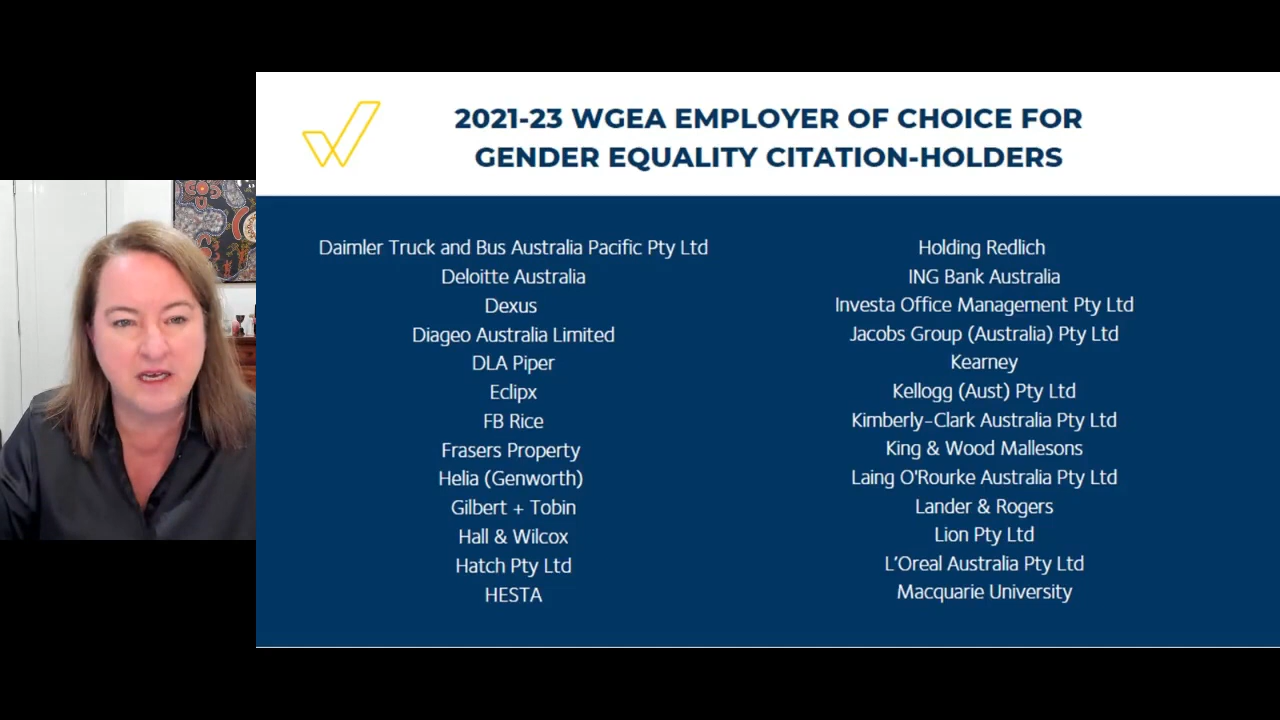 2021-23 WGEA EMPLOYER OF CHOICE FOR
GENDER EQUALITY CITATION-HOLDERS
Daimler Truck and Bus Australia Pacific Pty Ltd
Deloitte Australia
Dexus
Diageo Australia Limited
DLA Piper
Eclipx
FB Rice
Frasers Property
Helia (Genworth)
Gilbert + Tobin
Hall & Wilcox
Hatch Pty Ltd
HESTA
Holding Redlich
ING Bank Australia
Investa Office Management Pty Ltd
Jacobs Group (Australia) Pty Ltd
Kearney
Kellogg (Aust) Pty Ltd
Kimberly-Clark Australia Pty Ltd
King & Wood Mallesons
Laing O'Rourke Australia Pty Ltd
Lander & Rogers
Lion Pty Ltd
L'Oreal Australia Pty Ltd
Macquarie University